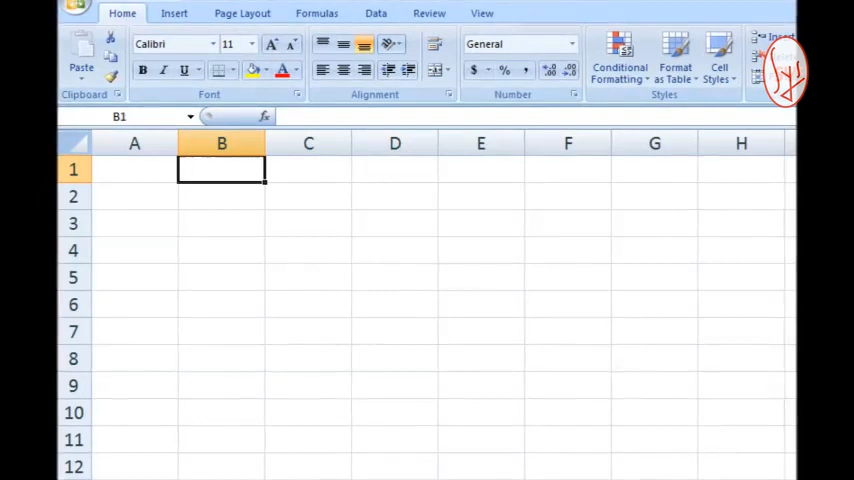 Home Insert Page Layout Formulas Data Review View
Calibri 11 General Insert
Paste B I U $ % , Conditional Formatting Format as Table Cell Styles
Clipboard Font Alignment Number Styles
B1 fx
A B C D E F G H
1
2
3
4
5
6
7
8
9
10
11
12